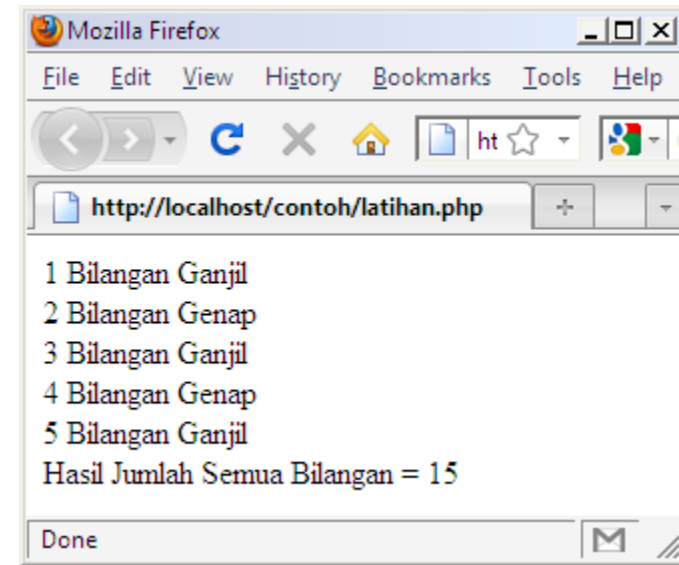 Mozilla Firefox
File Edit View History Bookmarks Tools Help
ht
http://localhost/contoh/latihan.php
1 Bilangan Ganjil
2 Bilangan Genap
3 Bilangan Ganjil
4 Bilangan Genap
5 Bilangan Ganjil
Hasil Jumlah Semua Bilangan = 15
Done